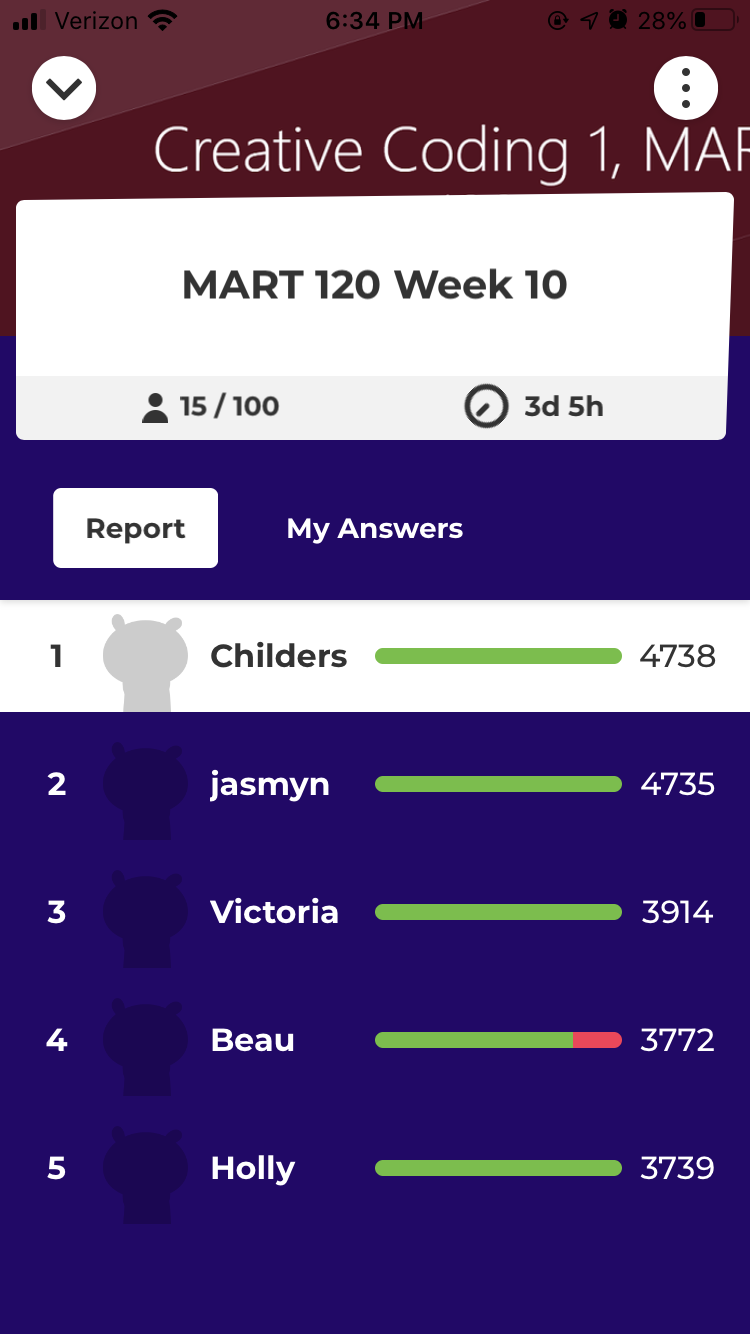 Verizon 6:34 PM 28%
Creative Coding 1,
MART 120 Week 10
15 / 100 3d 5h
Report My Answers
1 Childers 4738
2 jasmyn 4735
3 Victoria 3914
4 Beau 3772
5 Holly 3739